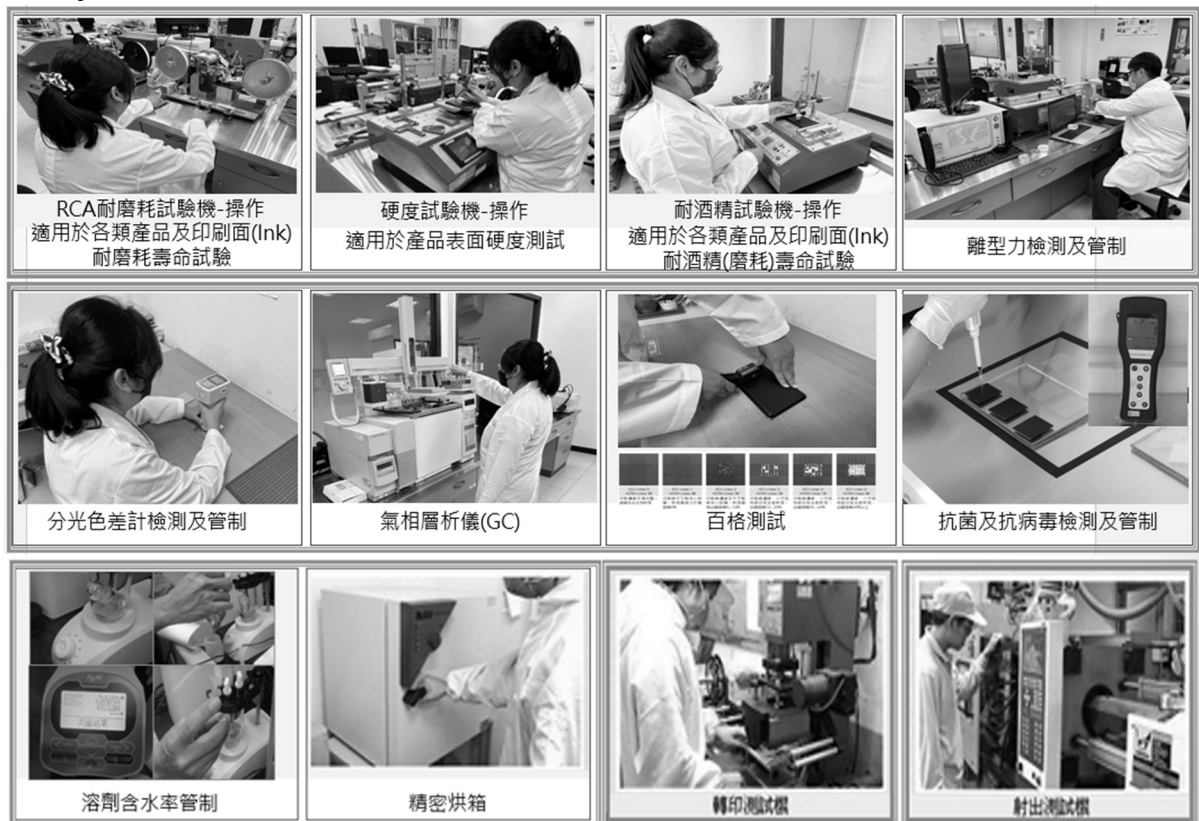 RCA耐磨耗試驗機-操作
適用於各類產品及印刷面(Ink)
耐磨耗壽命試驗
硬度試驗機-操作
適用於產品表面硬度測試
耐酒精試驗機-操作
適用於各類產品及印刷面(Ink)
耐酒精(磨耗)壽命試驗
離型力檢測及管制
分光色差計檢測及管制
氣相層析儀(GC)
百格測試
抗菌及抗病毒檢測及管制
溶劑含水率管制
精密烘箱
轉印測試機
射出測試機